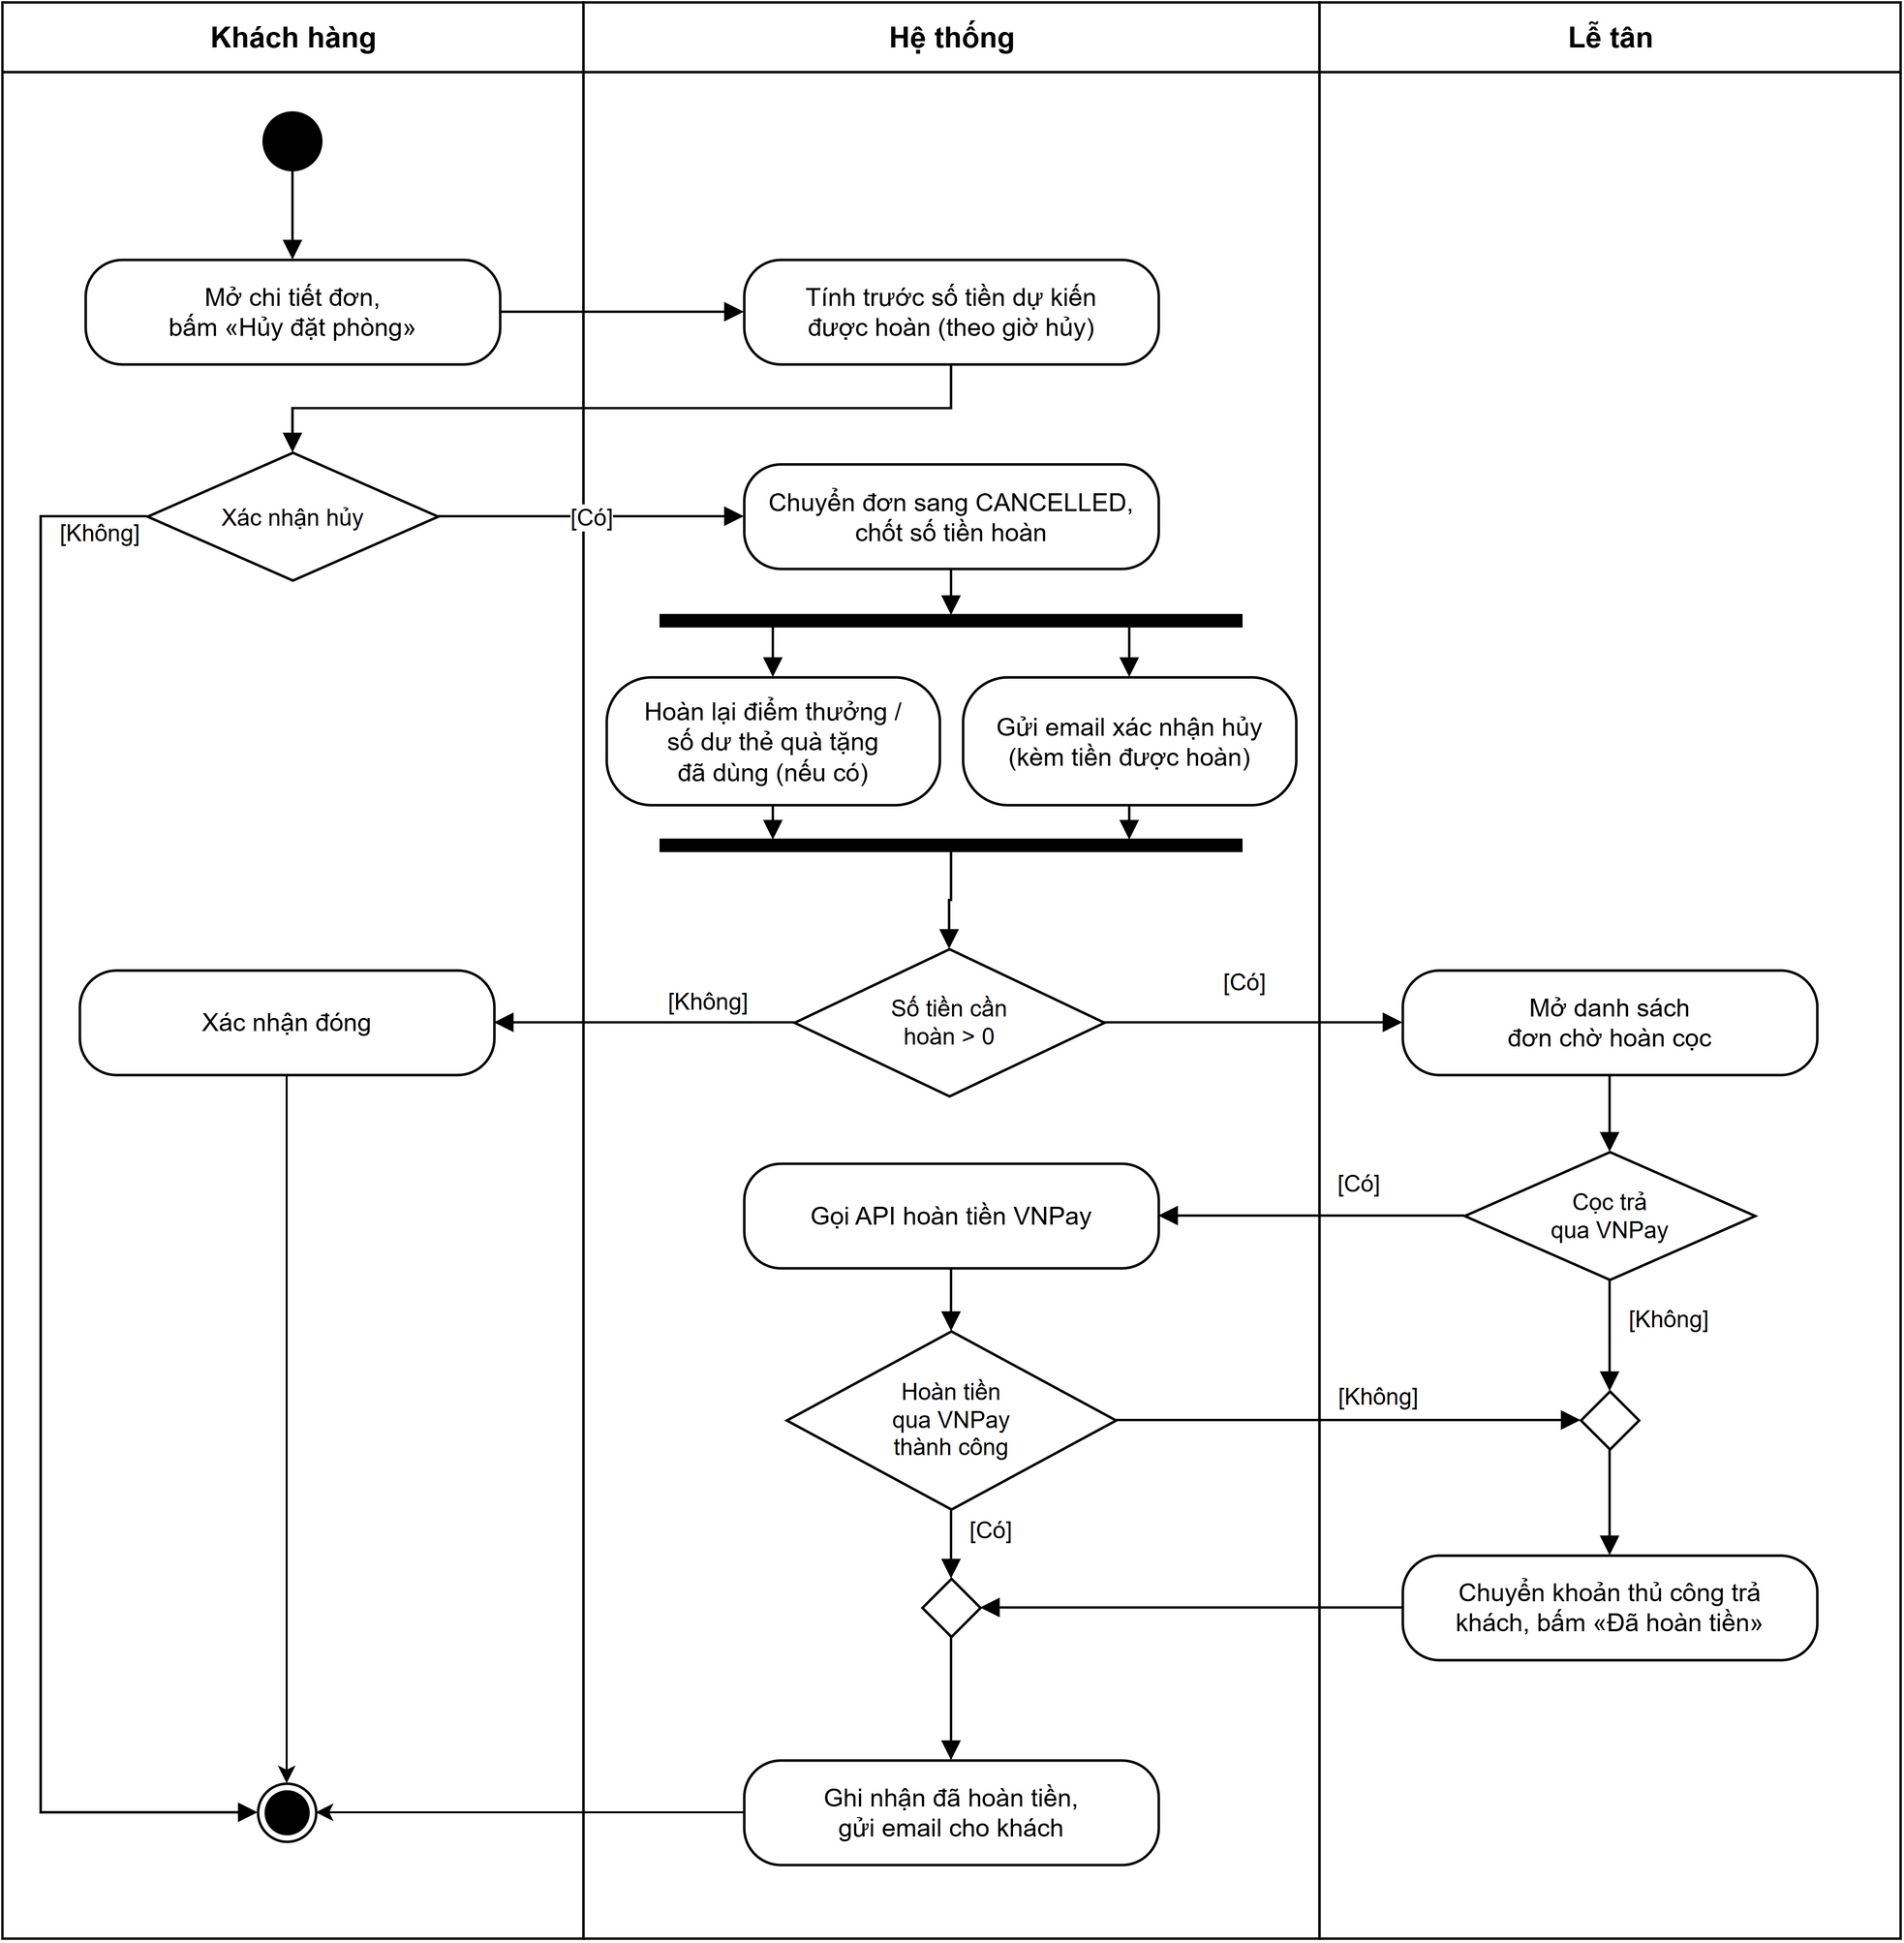 Khách hàng
Hệ thống
Lễ tân
Mở chi tiết đơn,
bấm «Hủy đặt phòng»
Tính trước số tiền dự kiến
được hoàn (theo giờ hủy)
Xác nhận hủy
[Không]
[Có]
Chuyển đơn sang CANCELLED,
chốt số tiền hoàn
Hoàn lại điểm thưởng /
số dư thẻ quà tặng
đã dùng (nếu có)
Gửi email xác nhận hủy
(kèm tiền được hoàn)
Số tiền cần
hoàn > 0
[Không]
[Có]
Xác nhận đóng
Mở danh sách
đơn chờ hoàn cọc
Cọc trả
qua VNPay
[Có]
[Không]
Gọi API hoàn tiền VNPay
Hoàn tiền
qua VNPay
thành công
[Không]
[Có]
Chuyển khoản thủ công trả
khách, bấm «Đã hoàn tiền»
Ghi nhận đã hoàn tiền,
gửi email cho khách